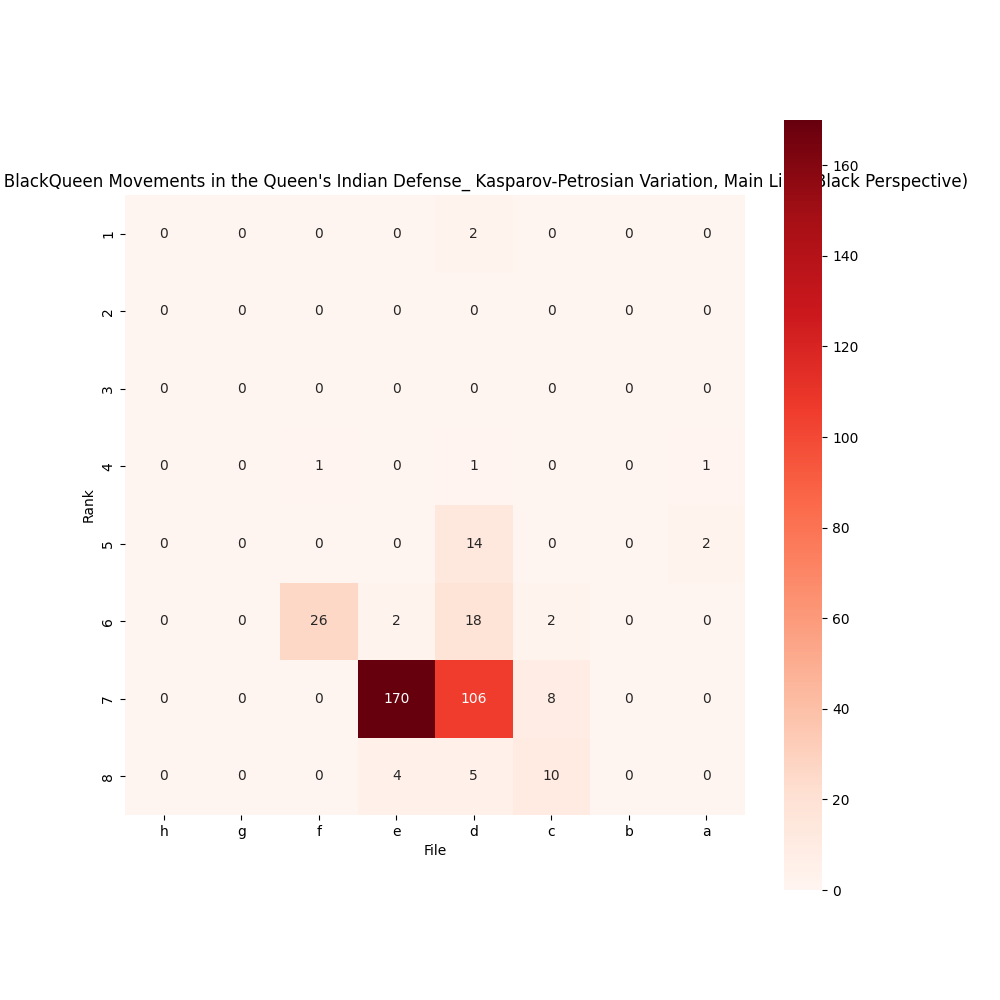 BlackQueen Movements in the Queen's Indian Defense_ Kasparov-Petrosian Variation, Main Li Black Perspective)
160
140
120
100
80
60
40
20
0
Rank
1 0 0 0 0 2 0 0 0
2 0 0 0 0 0 0 0 0
3 0 0 0 0 0 0 0 0
4 0 0 1 0 1 0 0 1
5 0 0 0 0 14 0 0 2
6 0 0 26 2 18 2 0 0
7 0 0 0 170 106 8 0 0
8 0 0 0 4 5 10 0 0
h g f e d c b a
File